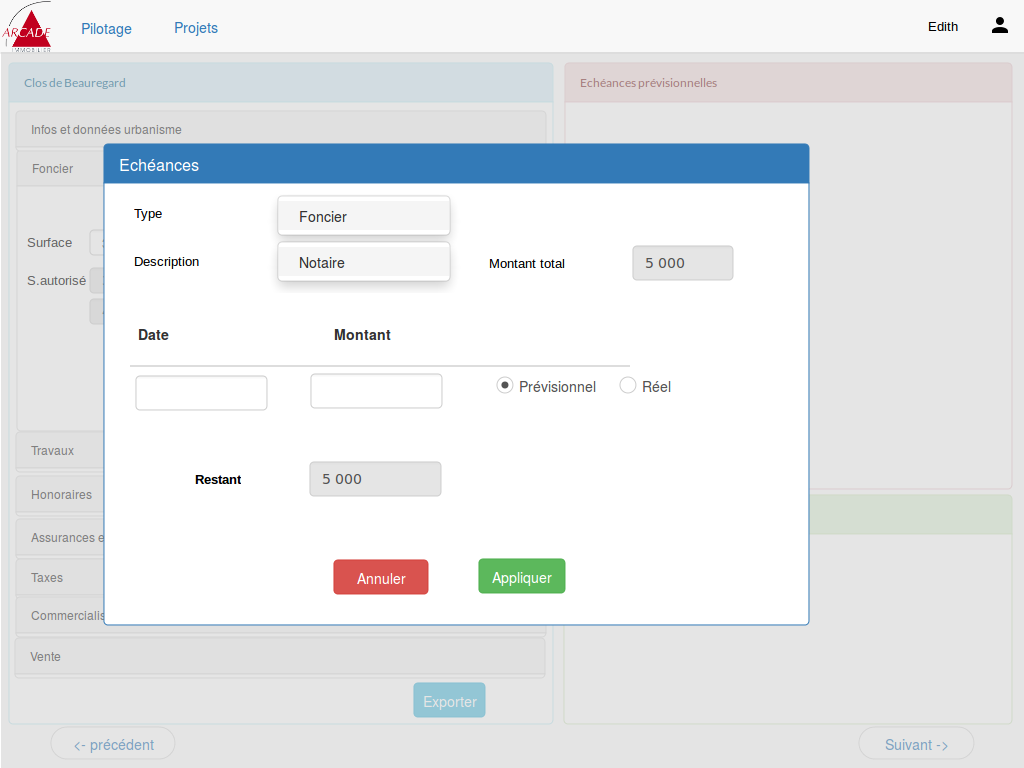 ARCADE
IMMOBILIER
Pilotage
Projets
Edith
Clos de Beauregard
Echéances prévisionnelles
Infos et données urbanisme
Foncier
Echéances
Type
Foncier
Surface
Description
Notaire
Montant total
5 000
S.autorisé
Date
Montant
Prévisionnel
Réel
Travaux
Restant
5 000
Honoraires
Assurances e
Taxes
Annuler
Appliquer
Commercialis
Vente
Exporter
<- précédent
Suivant ->